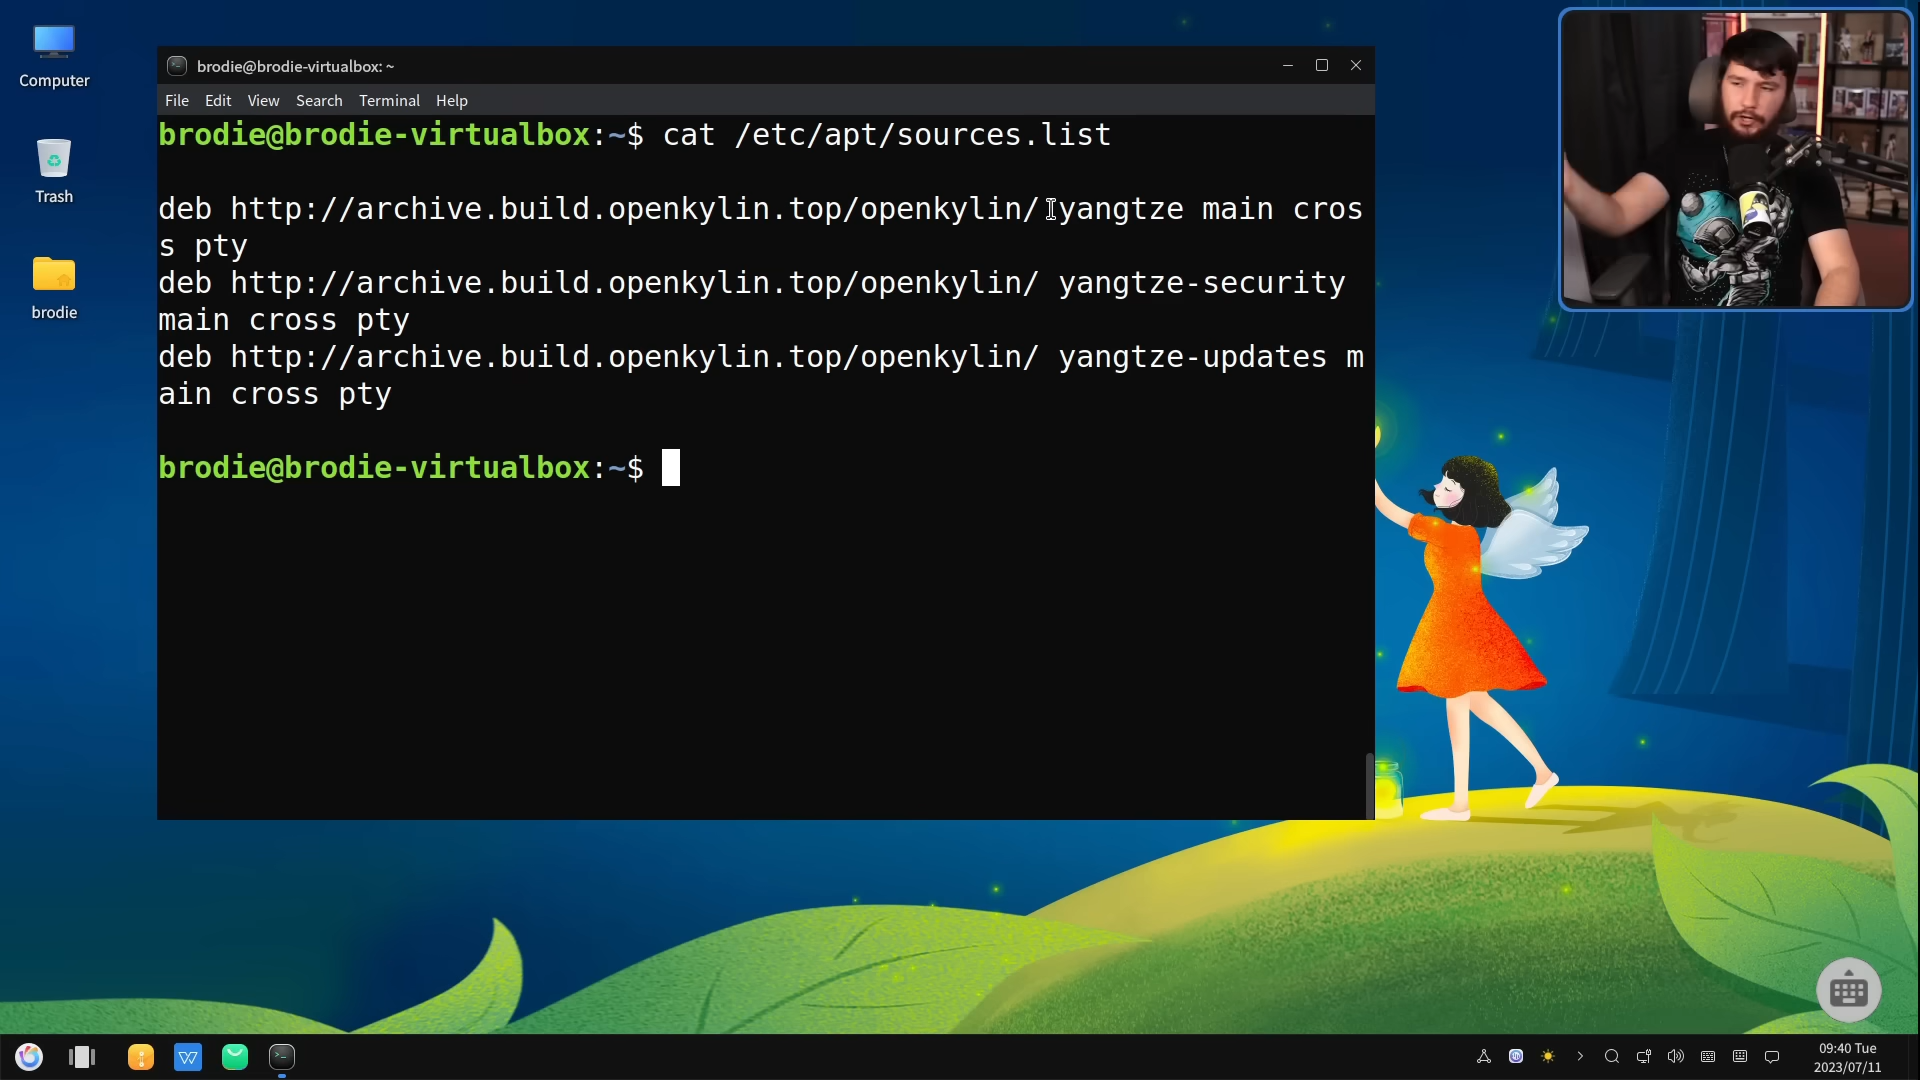 Computer
Trash
brodie
brodie@brodie-virtualbox: ~
File Edit View Search Terminal Help
brodie@brodie-virtualbox:~$ cat /etc/apt/sources.list
deb http://archive.build.openkylin.top/openkylin/ yangtze main cros
s pty
deb http://archive.build.openkylin.top/openkylin/ yangtze-security
main cross pty
deb http://archive.build.openkylin.top/openkylin/ yangtze-updates m
ain cross pty
brodie@brodie-virtualbox:~$
09:40 Tue
2023/07/11